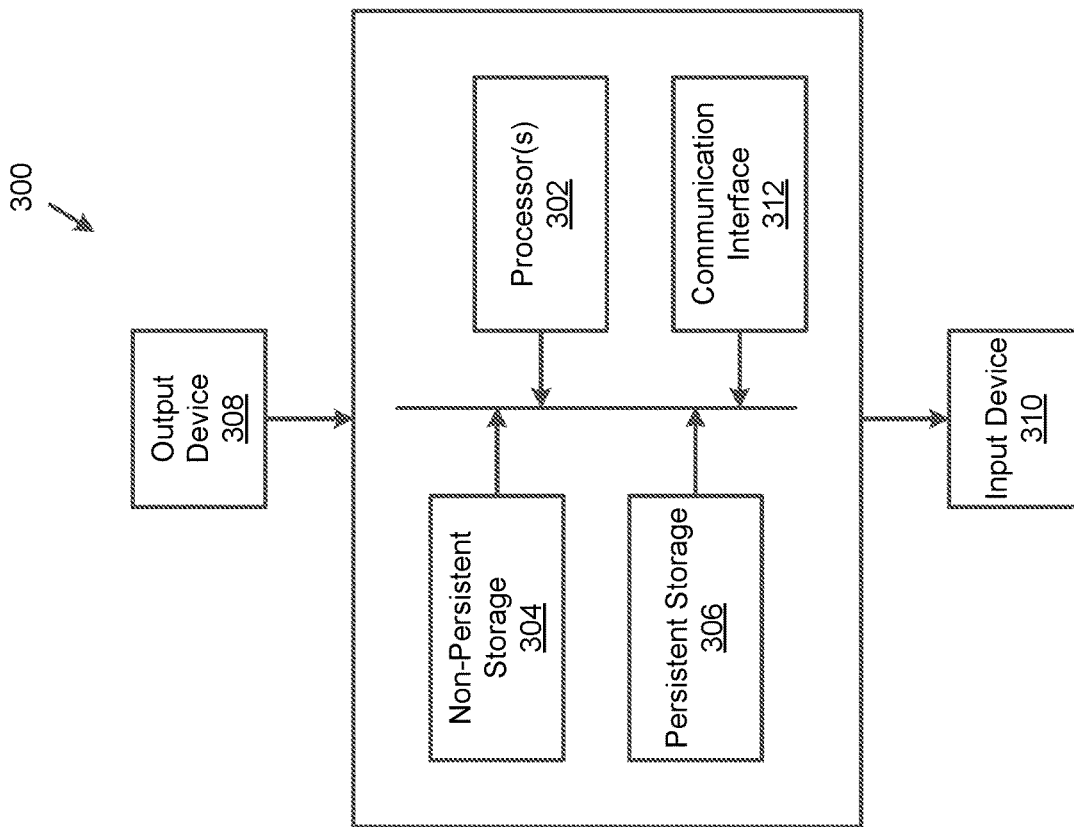 300
Output
Device
308
Non-Persistent
Storage
304
Processor(s)
302
Persistent Storage
306
Communication
Interface
312
Input Device
310